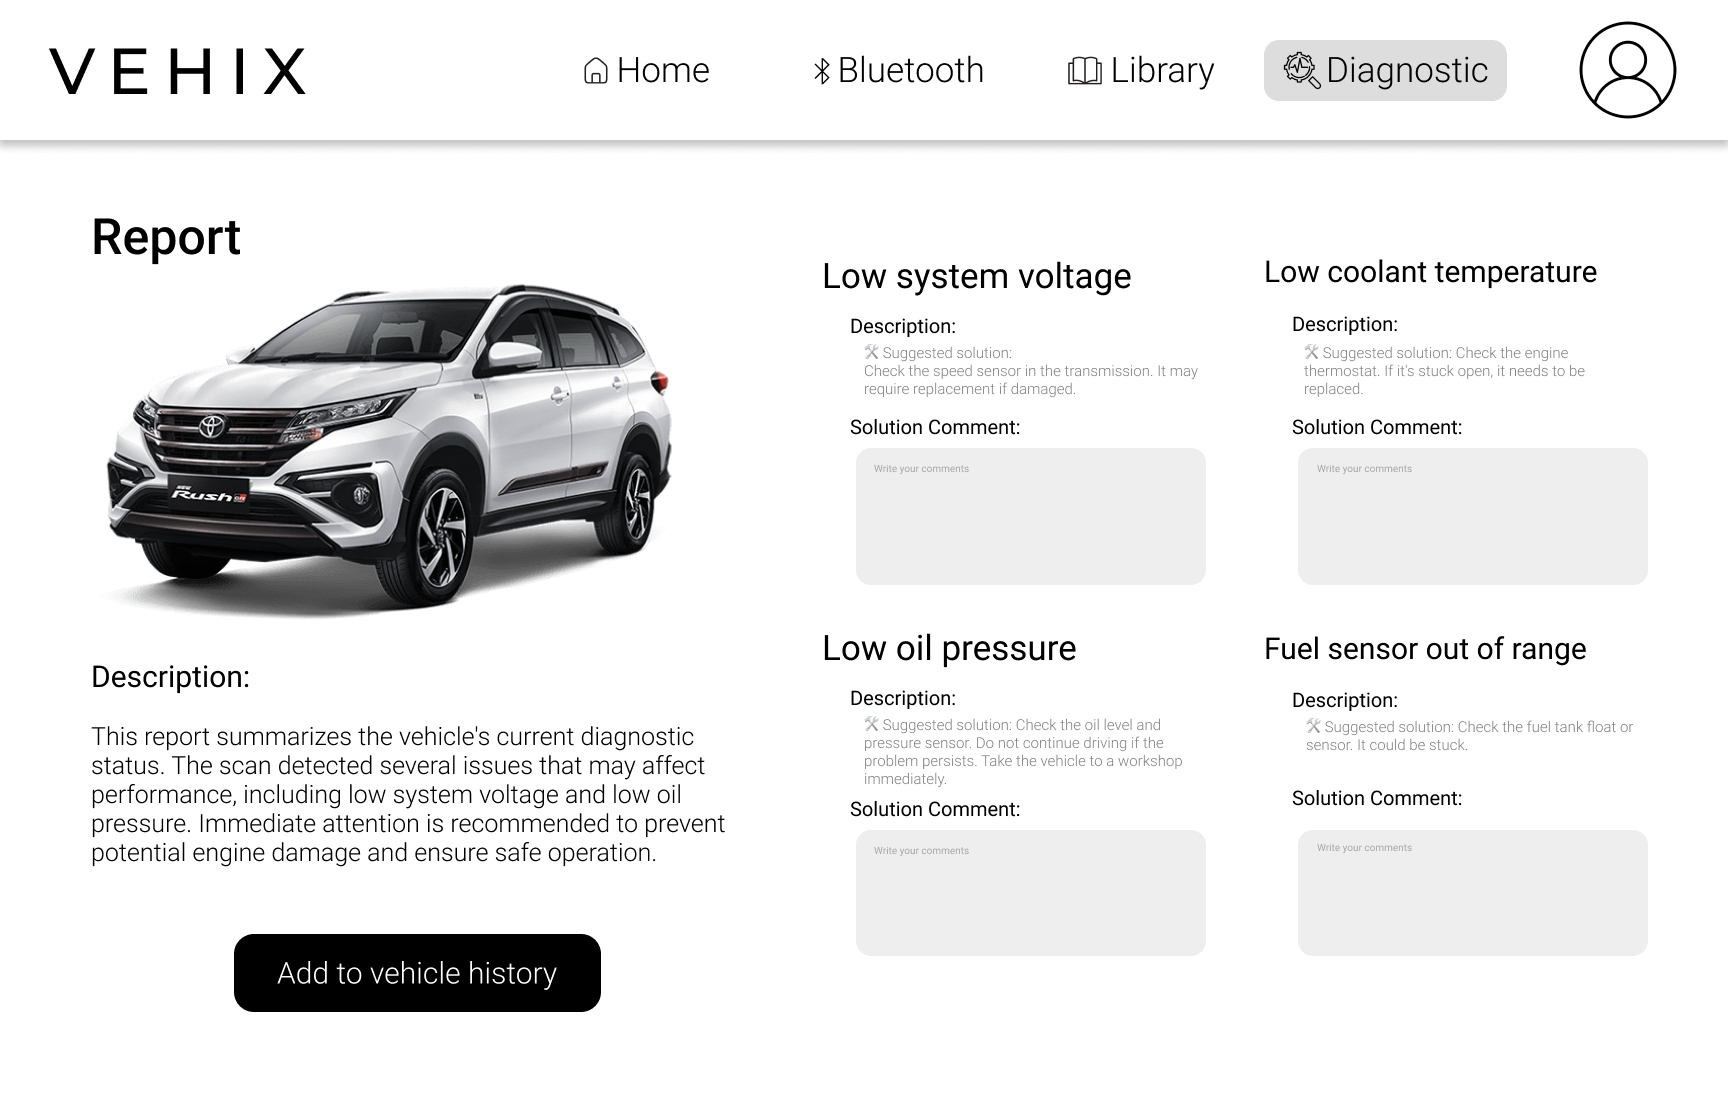 VEHIX
Home
Bluetooth
Library
Diagnostic
Report
NEW
Rush
Description:
This report summarizes the vehicle's current diagnostic
status. The scan detected several issues that may affect
performance, including low system voltage and low oil
pressure. Immediate attention is recommended to prevent
potential engine damage and ensure safe operation.
Add to vehicle history
Low system voltage
Description:
🛠 Suggested solution:
Check the speed sensor in the transmission. It may
require replacement if damaged.
Solution Comment:
Write your comments
Low coolant temperature
Description:
🛠 Suggested solution: Check the engine
thermostat. If it's stuck open, it needs to be
replaced.
Solution Comment:
Write your comments
Low oil pressure
Description:
🛠 Suggested solution: Check the oil level and
pressure sensor. Do not continue driving if the
problem persists. Take the vehicle to a workshop
immediately.
Solution Comment:
Write your comments
Fuel sensor out of range
Description:
🛠 Suggested solution: Check the fuel tank float or
sensor. It could be stuck.
Solution Comment:
Write your comments